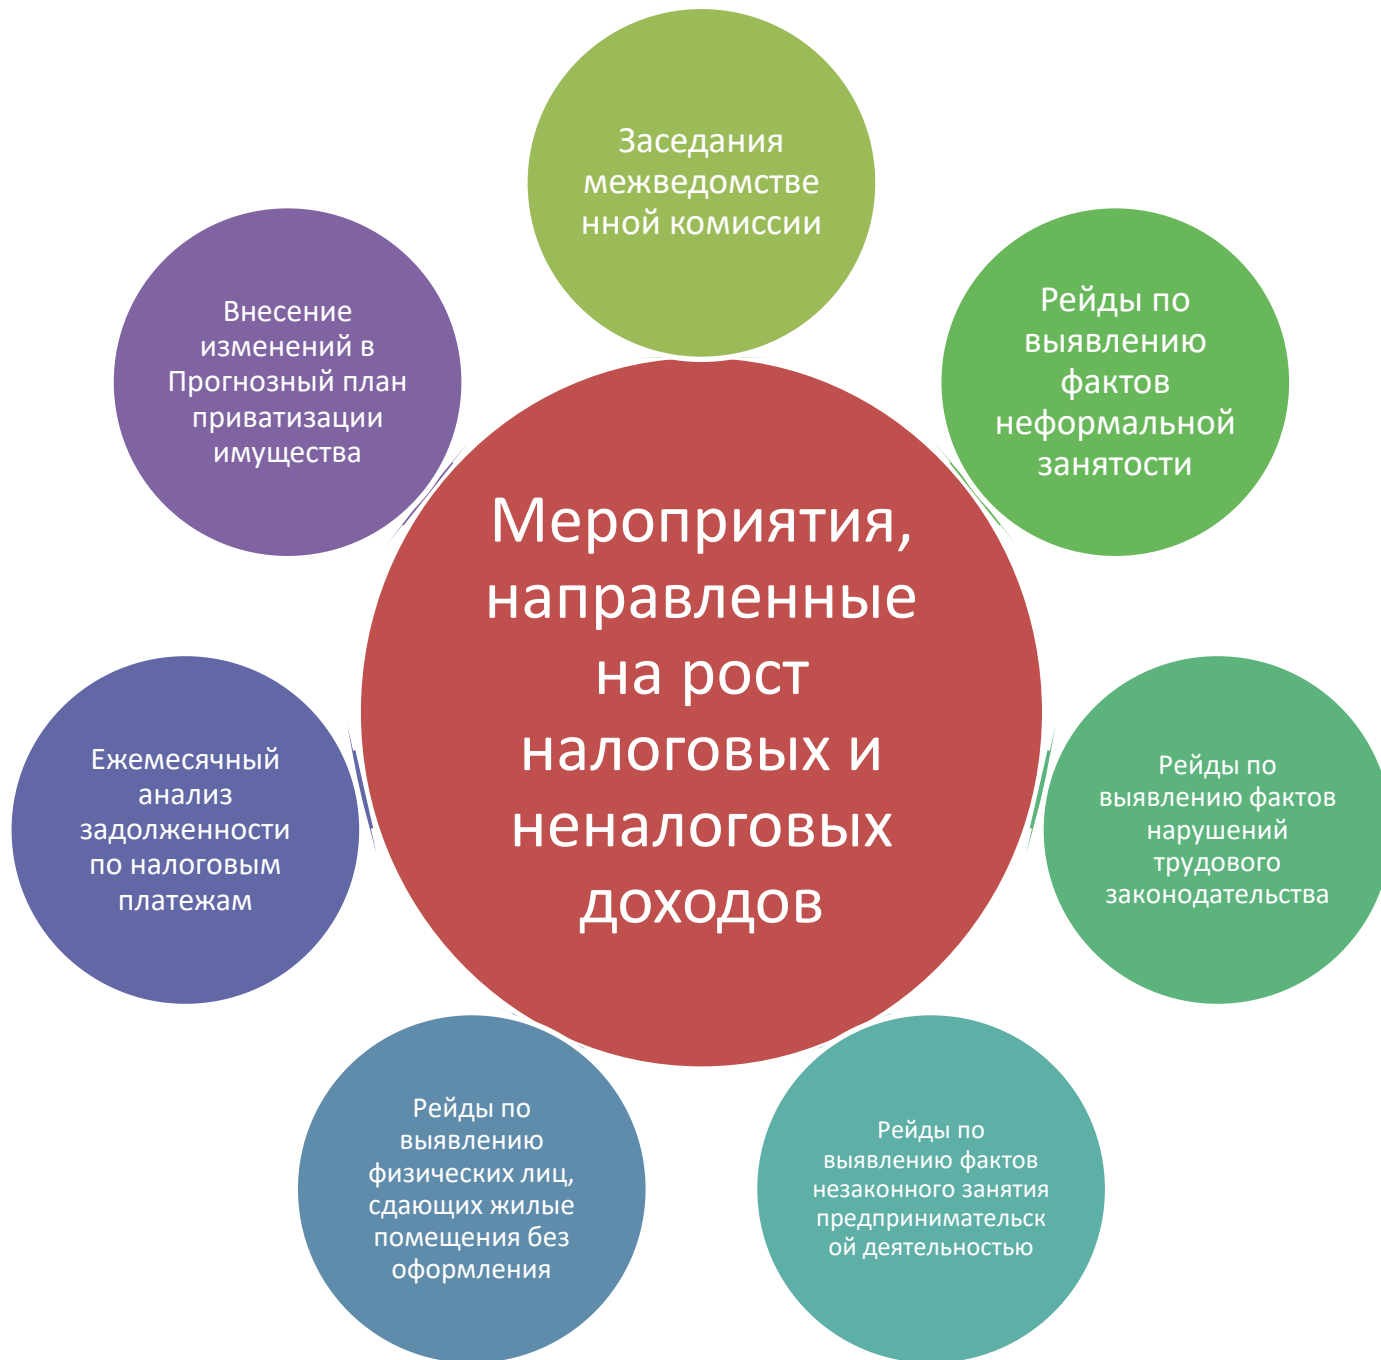 Заседания
межведомстве
нной комиссии
Рейды по
выявлению
фактов
неформальной
занятости
Рейды по
выявлению фактов
нарушений
трудового
законодательства
Рейды по
выявлению фактов
незаконного занятия
предпринимательск
ой деятельностью
Рейды по
выявлению
физических лиц,
сдающих жилые
помещения без
оформления
Ежемесячный
анализ
задолженности
по налоговым
платежам
Внесение
изменений в
Прогнозный план
приватизации
имущества
Мероприятия,
направленные
на рост
налоговых и
неналоговых
доходов